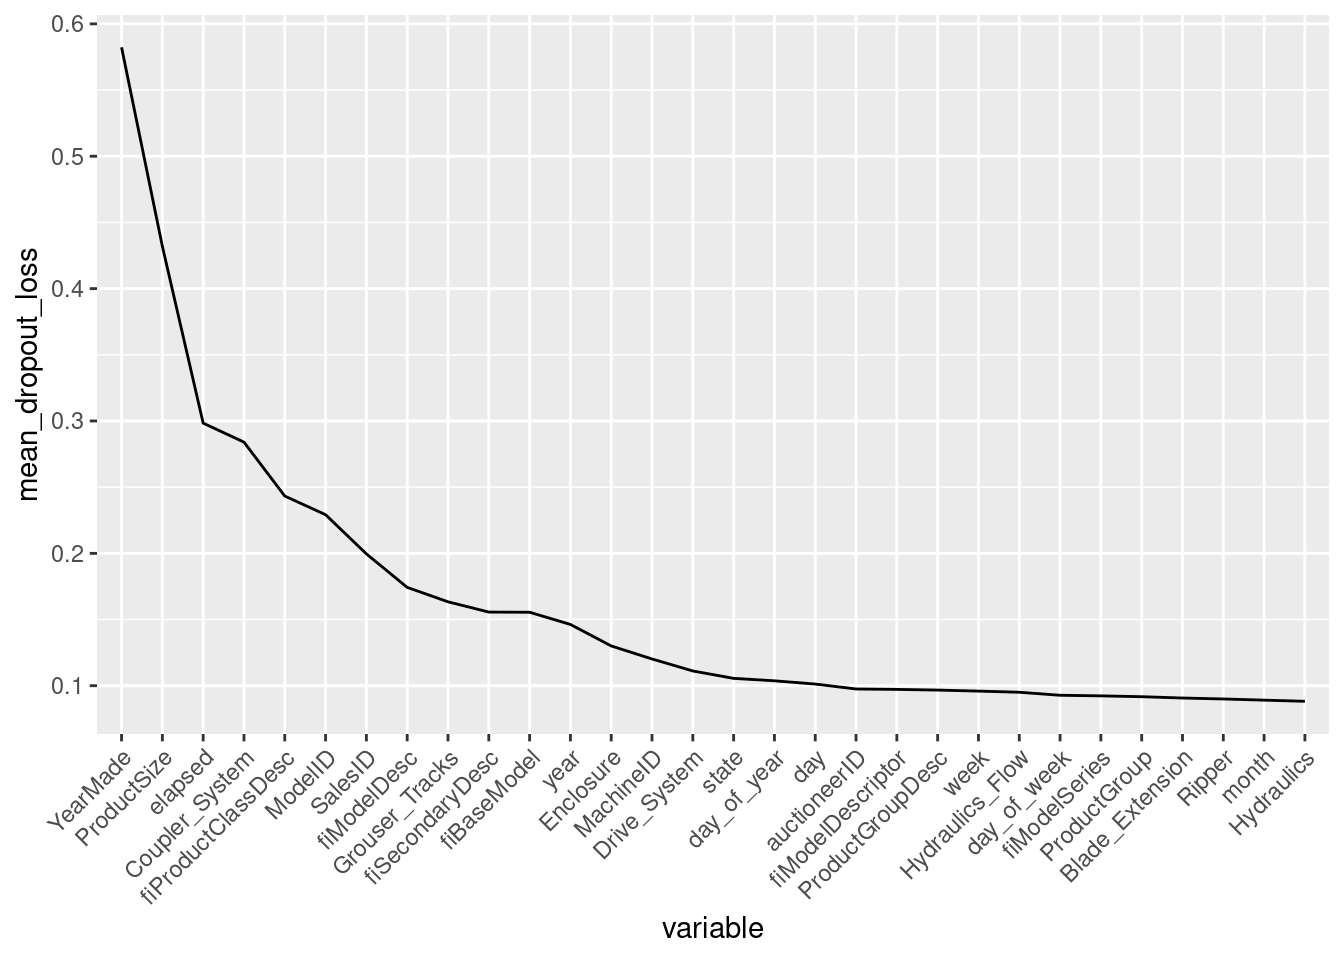 0.6
0.5
0.4
0.3
0.2
0.1
mean_dropout_loss
YearMade
ProductSize
elapsed
Coupler_System
fiProductClassDesc
ModelID
SalesID
fiModelDesc
Grouser_Tracks
fiSecondaryDesc
fiBaseModel
year
Enclosure
MachineID
Drive_System
state
day_of_year
day
auctioneerID
fiModelDescriptor
ProductGroupDesc
week
Hydraulics_Flow
day_of_week
fiModelSeries
ProductGroup
Blade_Extension
Ripper
month
Hydraulics
variable